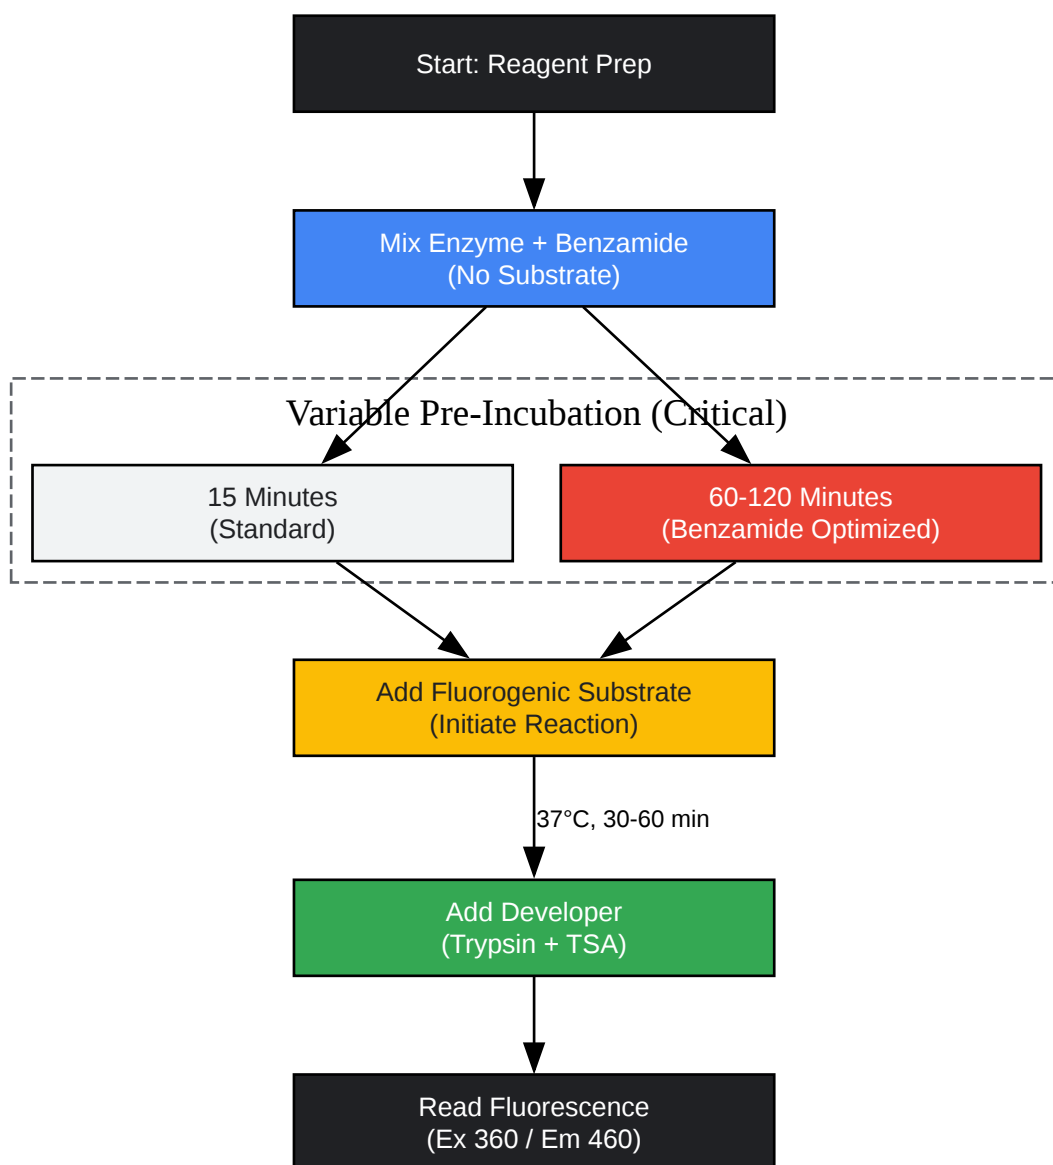 Start: Reagent Prep
Mix Enzyme + Benzamide
(No Substrate)
Variable Pre-Incubation (Critical)
15 Minutes
(Standard)
60-120 Minutes
(Benzamide Optimized)
Add Fluorogenic Substrate
(Initiate Reaction)
37°C, 30-60 min
Add Developer
(Trypsin + TSA)
Read Fluorescence
(Ex 360 / Em 460)